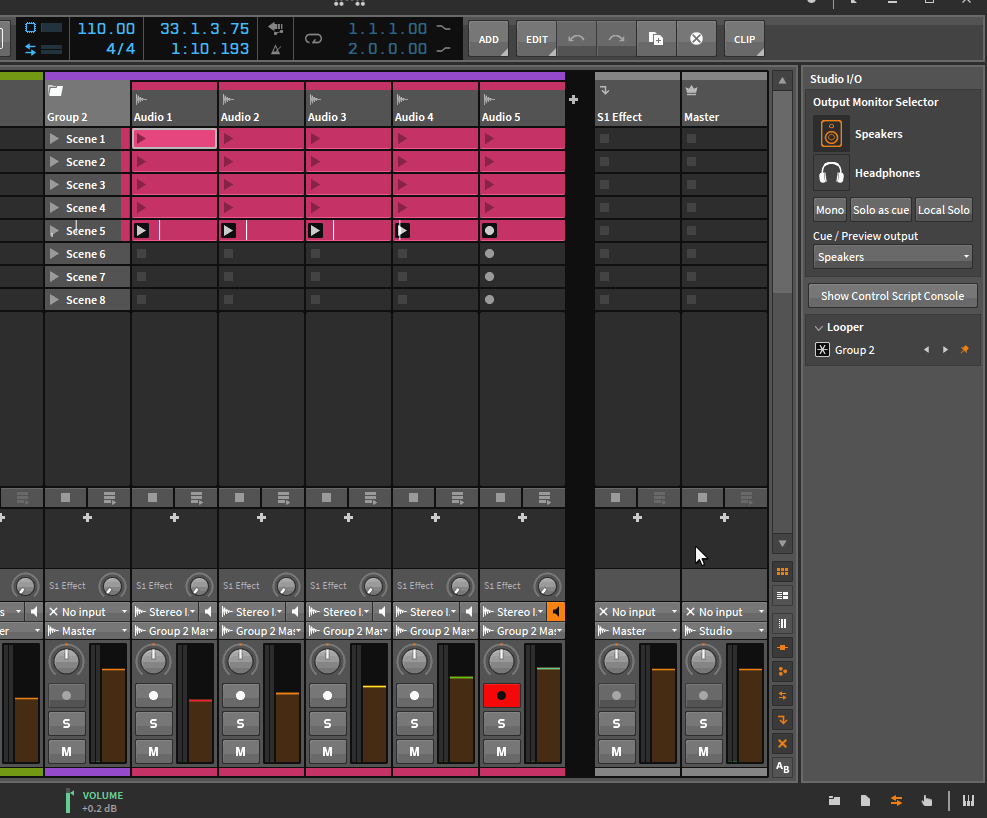 110.00 33.1.3.75 1.1.1.00
4/4 1:10.193 2.0.0.00
ADD EDIT CLIP
Group 2 Audio 1 Audio 2 Audio 3 Audio 4 Audio 5 S1 Effect Master
Scene 1
Scene 2
Scene 3
Scene 4
Scene 5
Scene 6
Scene 7
Scene 8
S1 Effect S1 Effect S1 Effect S1 Effect S1 Effect S1 Effect
s No input Stereo I. Stereo I. Stereo I. Stereo I. Stereo I. No input No input
er Master Group 2 Mas Group 2 Mas Group 2 Mas Group 2 Mas Group 2 Mas Master Studio
S S S S S S S
M M M M M M M
AB
Studio I/O
Output Monitor Selector
Speakers
Headphones
Mono Solo as cue Local Solo
Cue / Preview output
Speakers
Show Control Script Console
Looper
Group 2
VOLUME
+0.2 dB